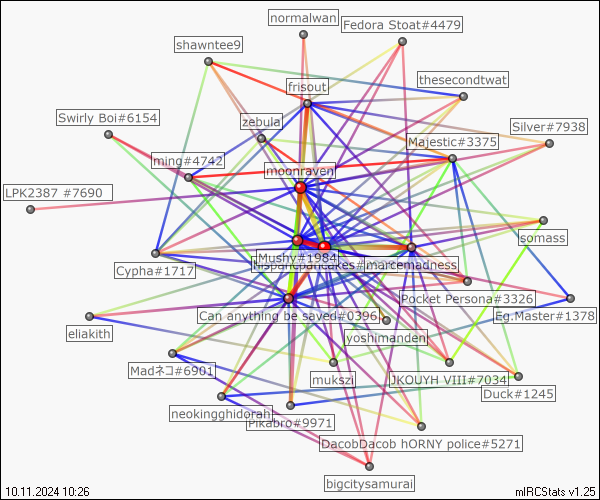 normalwan
Fedora Stoat#4479
shawntee9
thesecondtwat
frisout
Swirly Boi#6154
zebula
Silver#7938
Majestic#3375
ming#4742
moonraven
LPK2387 #7690
somass
Mushy#1984
marcemadness
Cypha#1717
Pocket Persona#3326
Can anything be saved#0396
Eg.Master#1378
eliakith
yoshimanden
Madネコ#6901
mukszi
JKOUYH VIII#7034
Duck#1245
neokingghidorah
Pikabro#9971
DacobDacob hORNY police#5271
bigcitysamurai
10.11.2024 10:26
mIRCStats v1.25